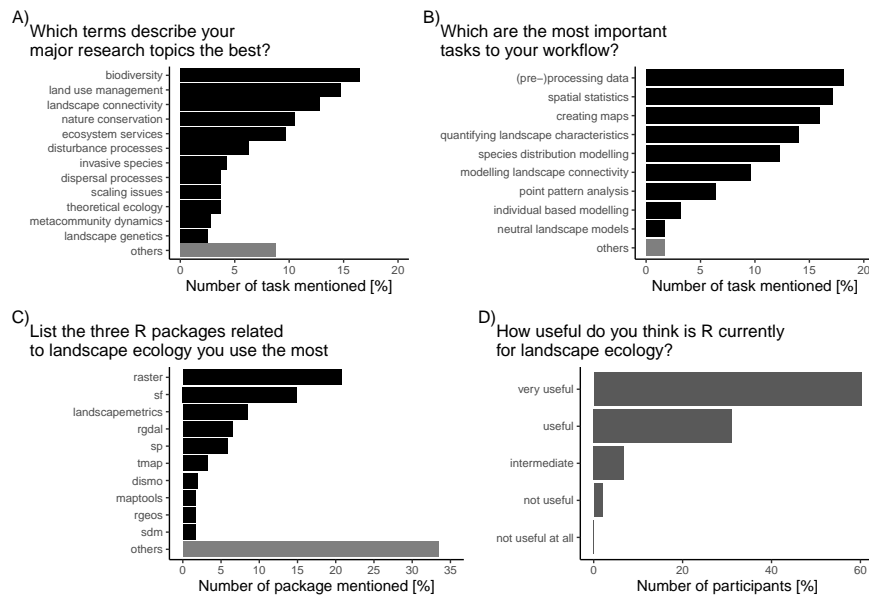 A)
Which terms describe your
major research topics the best?
biodiversity
land use management
landscape connectivity
nature conservation
ecosystem services
disturbance processes
invasive species
dispersal processes
scaling issues
theoretical ecology
metacommunity dynamics
landscape genetics
others
0 5 10 15 20
Number of task mentioned [%]
B)
Which are the most important
tasks to your workflow?
(pre-)processing data
spatial statistics
creating maps
quantifying landscape characteristics
species distribution modelling
modelling landscape connectivity
point pattern analysis
individual based modelling
neutral landscape models
others
0 5 10 15 20
Number of task mentioned [%]
C)
List the three R packages related
to landscape ecology you use the most
raster
sf
landscapemetrics
rgdal
sp
tmap
dismo
maptools
rgeos
sdm
others
0 5 10 15 20 25 30 35
Number of package mentioned [%]
D)
How useful do you think is R currently
for landscape ecology?
very useful
useful
intermediate
not useful
not useful at all
0 20 40 60
Number of participants [%]